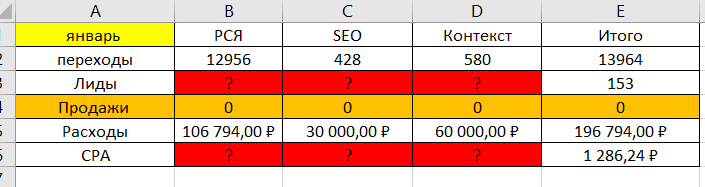 A B C D E
январь РСЯ SEO Контекст Итого
переходы 12956 428 580 13964
Лиды ? ? ? 153
Продажи 0 0 0 0
Расходы 106 794,00 ₽ 30 000,00 ₽ 60 000,00 ₽ 196 794,00 ₽
CPA ? ? ? 1 286,24 ₽